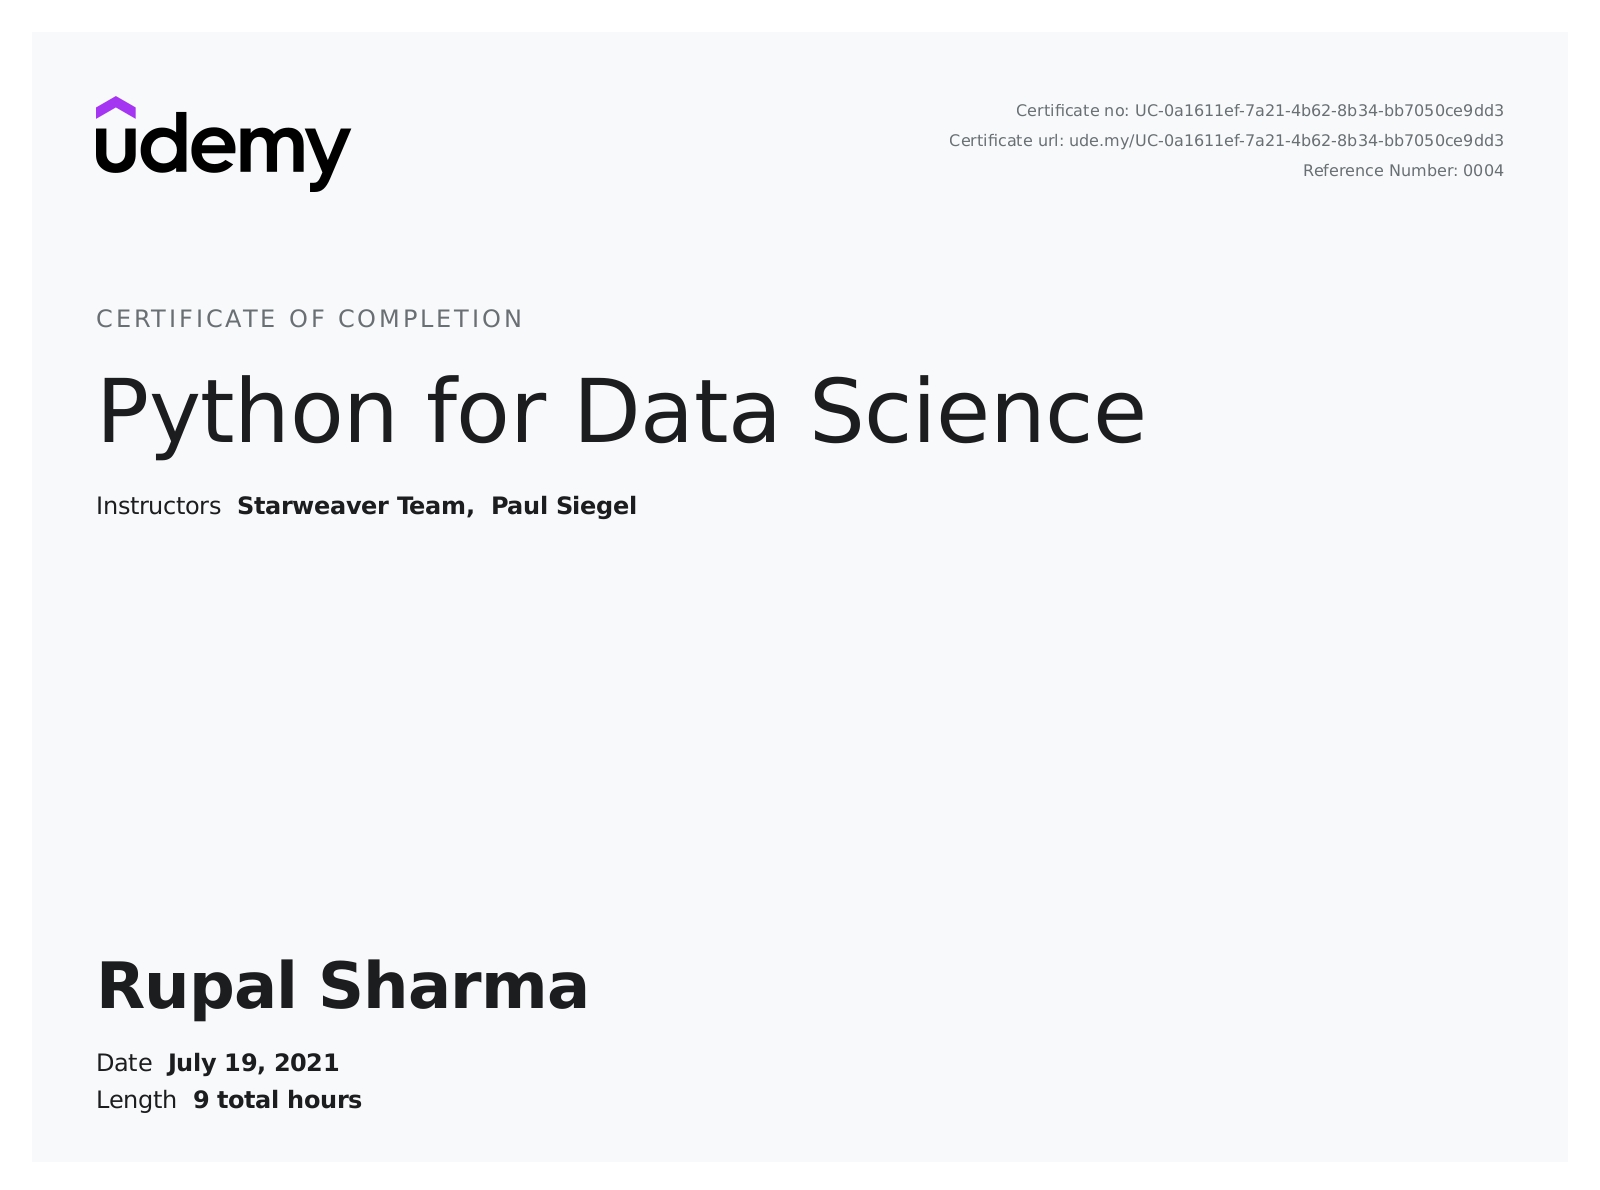 udemy
Certificate no: UC-0a1611ef-7a21-4b62-8b34-bb7050ce9dd3
Certificate url: ude.my/UC-0a1611ef-7a21-4b62-8b34-bb7050ce9dd3
Reference Number: 0004
CERTIFICATE OF COMPLETION
Python for Data Science
Instructors Starweaver Team, Paul Siegel
Rupal Sharma
Date July 19, 2021
Length 9 total hours